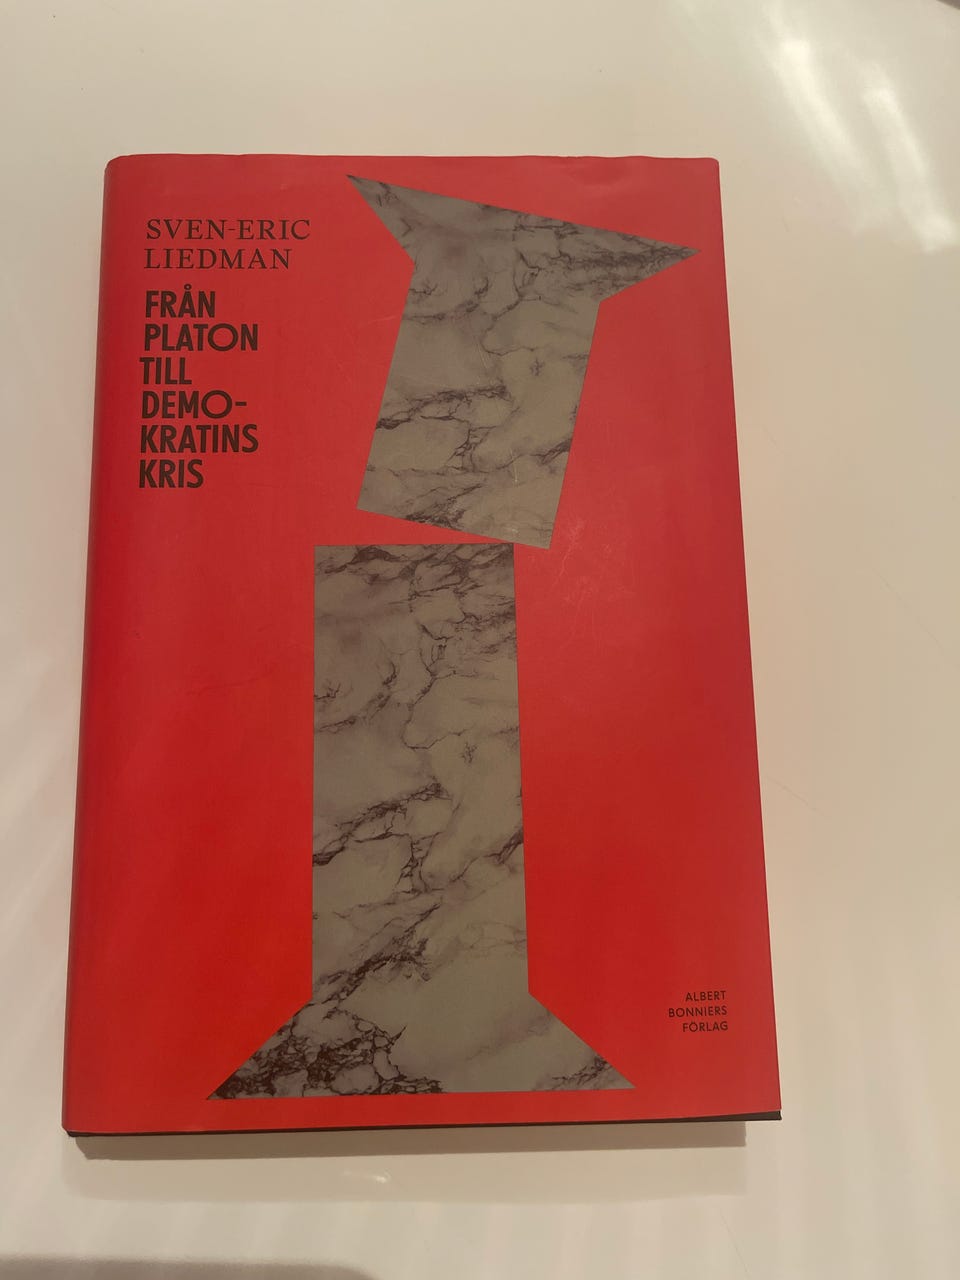 SVEN-ERIC
LIEDMAN
FRÅN
PLATON
TILL
DEMO-
KRATINS
KRIS
ALBERT
BONNIERS
FÖRLAG